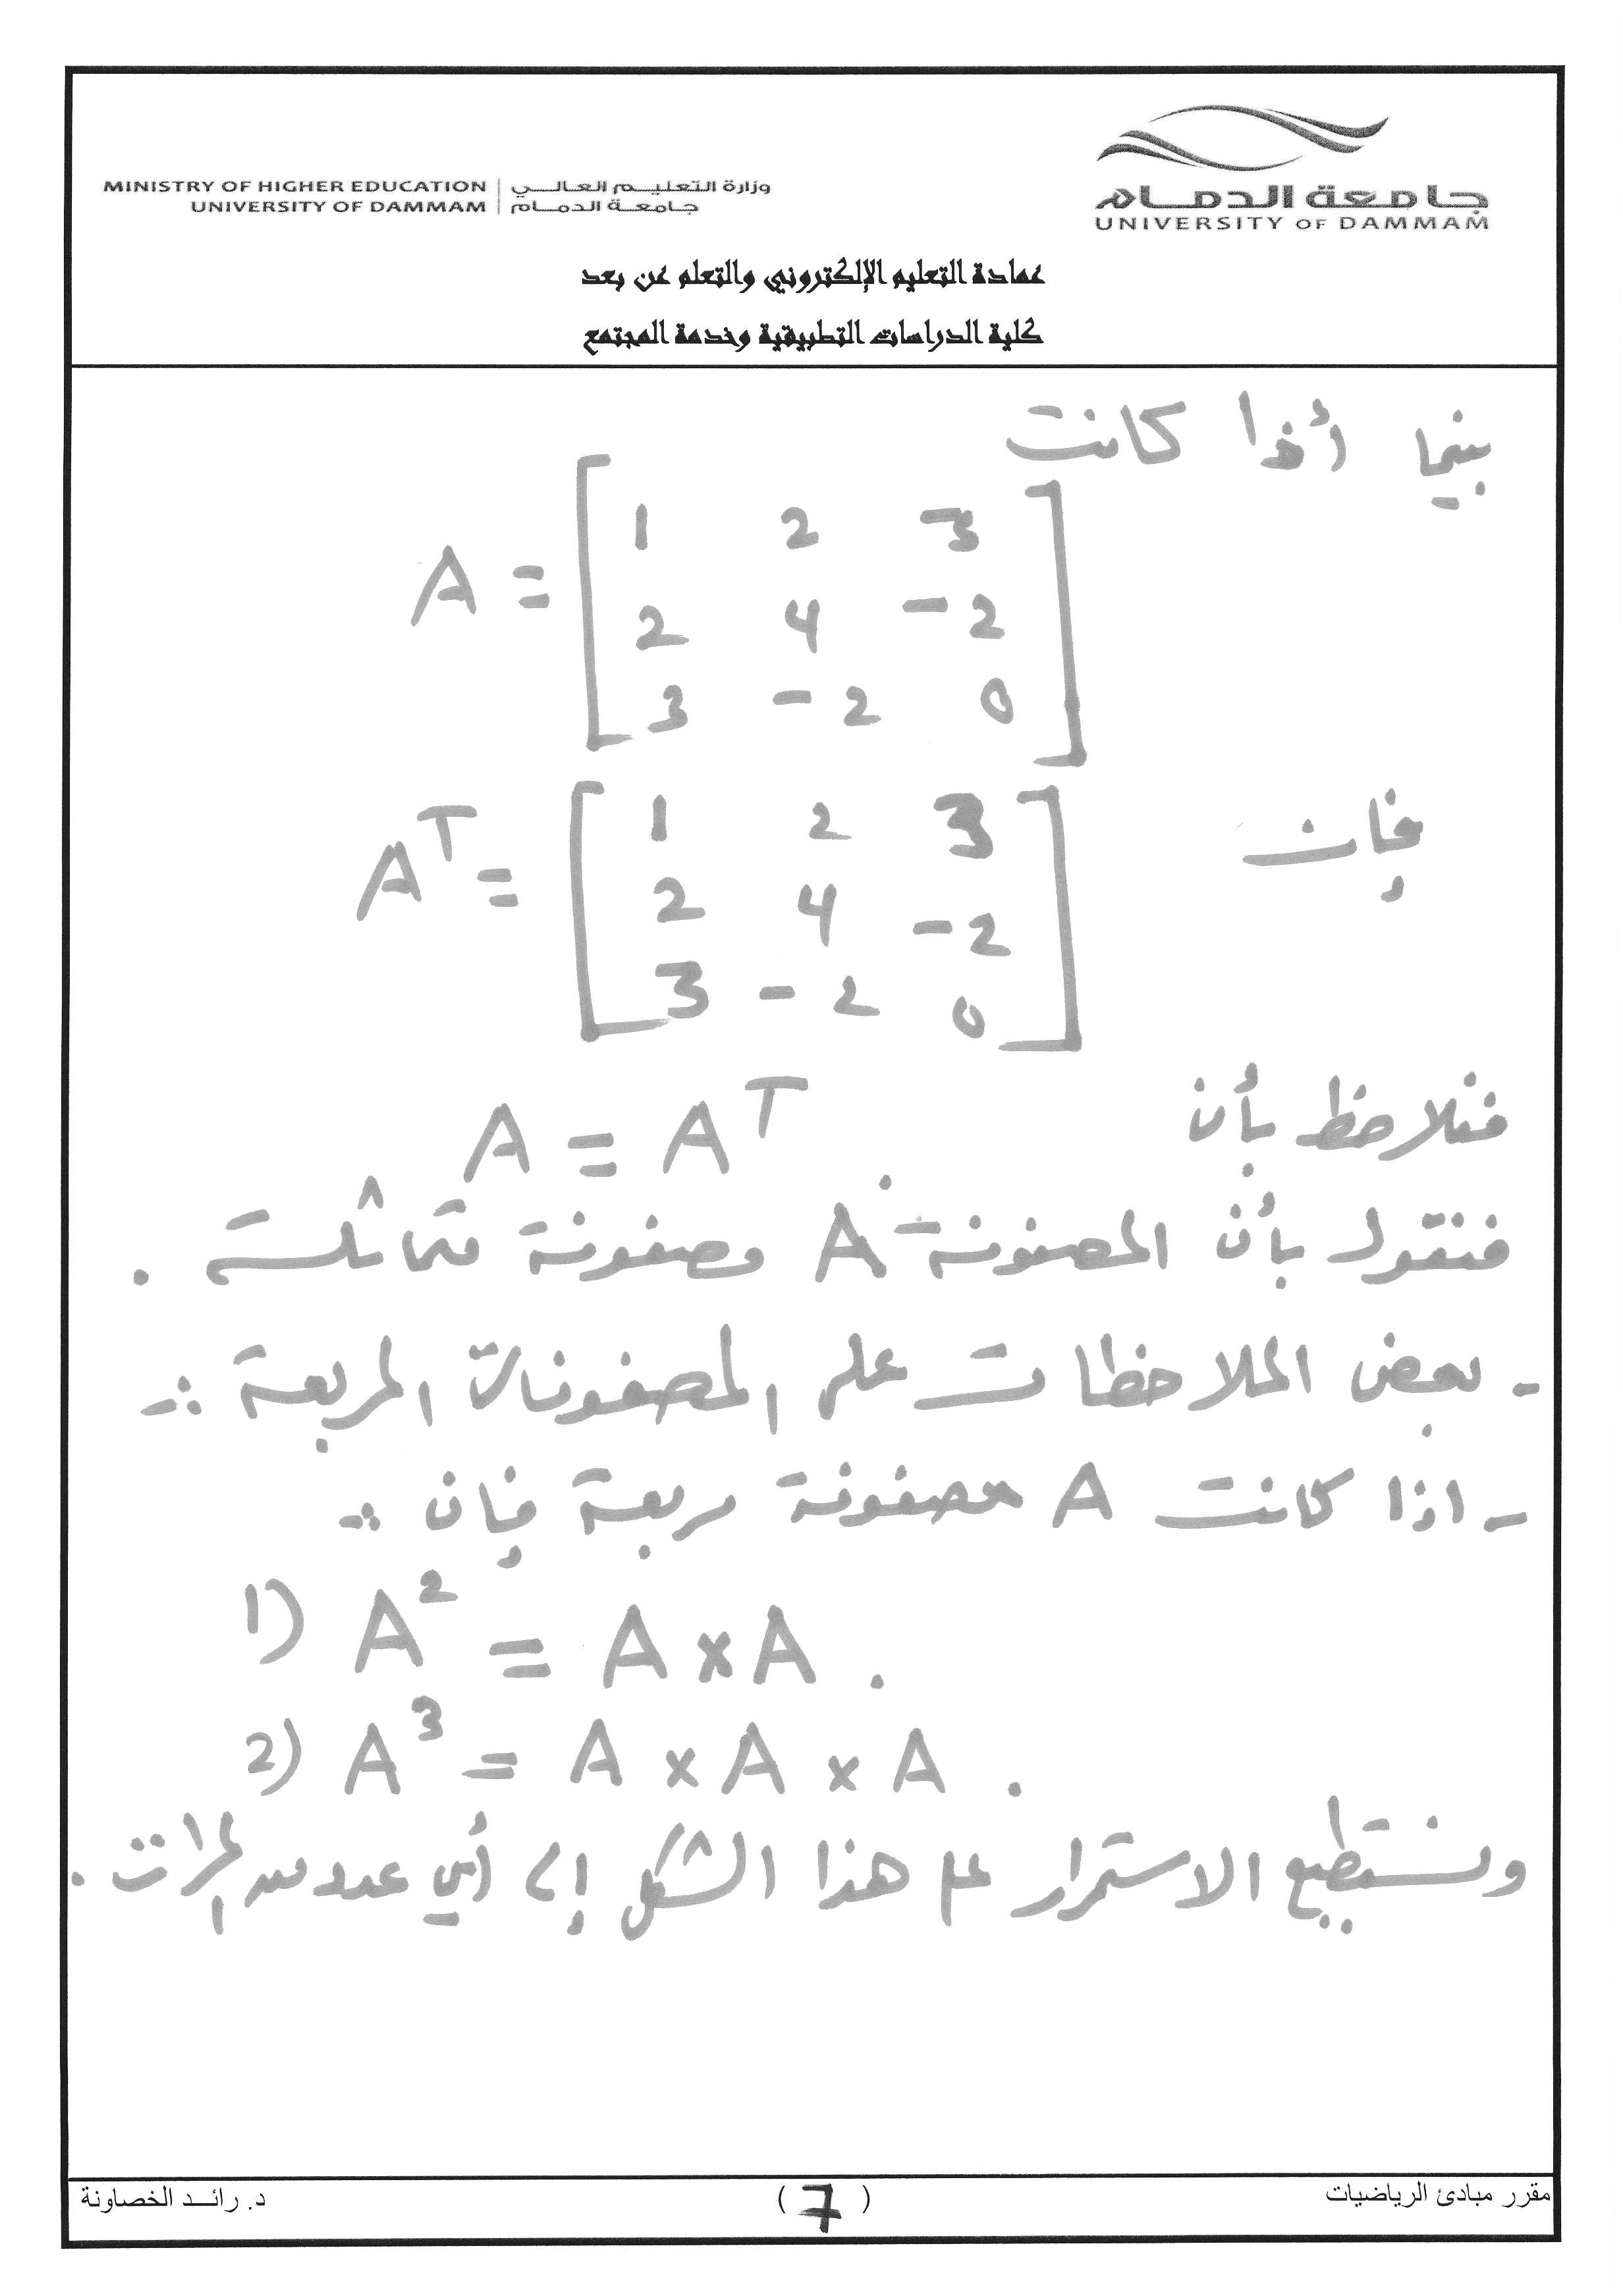 جامعة الدمام
UNIVERSITY OF DAMMAM
MINISTRY OF HIGHER EDUCATION | وزارة التعليم العالي
UNIVERSITY OF DAMMAM | جامعة الدمام
عمادة التعليم الإلكتروني والتعلم عن بعد
كلية الدراسات التطبيقية وخدمة المجتمع
بينما أذا كانت
A = [ 1 2 3
2 4 -2
3 -2 0 ]
فإن
A^T = [ 1 2 3
2 4 -2
3 -2 0 ]
فنلاحظ بأن A = A^T .
فنقول بأن المصفوفة A مصفوفة متماثلة .
- بعض الملاحظات على المصفوفات المربعة :-
- اذا كانت A مصفوفة مربعة فإن :-
1) A² = A × A .
2) A³ = A × A × A .
ونستطيع الاستمرار على هذا الشكل إلى أي عدد من المرات .
مقرر مبادئ الرياضيات
( 7 )
د. رائد الخصاونة